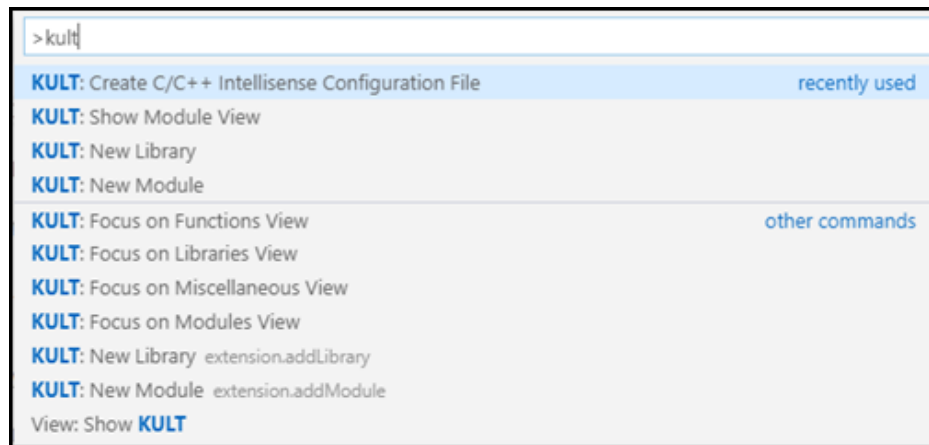 >kult
KULT: Create C/C++ Intellisense Configuration File recently used
KULT: Show Module View
KULT: New Library
KULT: New Module
KULT: Focus on Functions View other commands
KULT: Focus on Libraries View
KULT: Focus on Miscellaneous View
KULT: Focus on Modules View
KULT: New Library extension.addLibrary
KULT: New Module extension.addModule
View: Show KULT